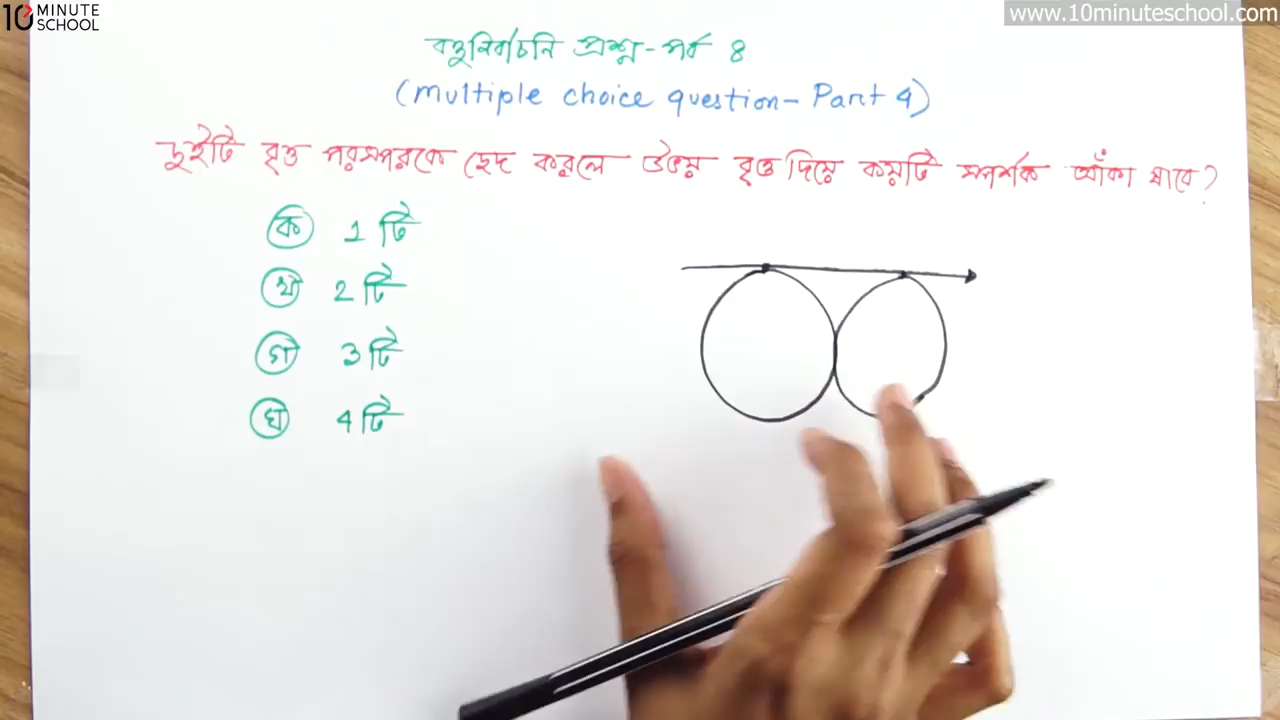 10 MINUTE SCHOOL
www.10minuteschool.com
বহুনির্বাচনি প্রশ্ন - পর্ব ৪
(multiple choice question - Part 4)
দুইটি বৃত্ত পরস্পরকে ছেদ করলে উভয় বৃত্ত দিয়ে কয়টি স্পর্শক আঁকা যাবে?
ক 1 টি
খ 2 টি
গ 3 টি
ঘ 4 টি